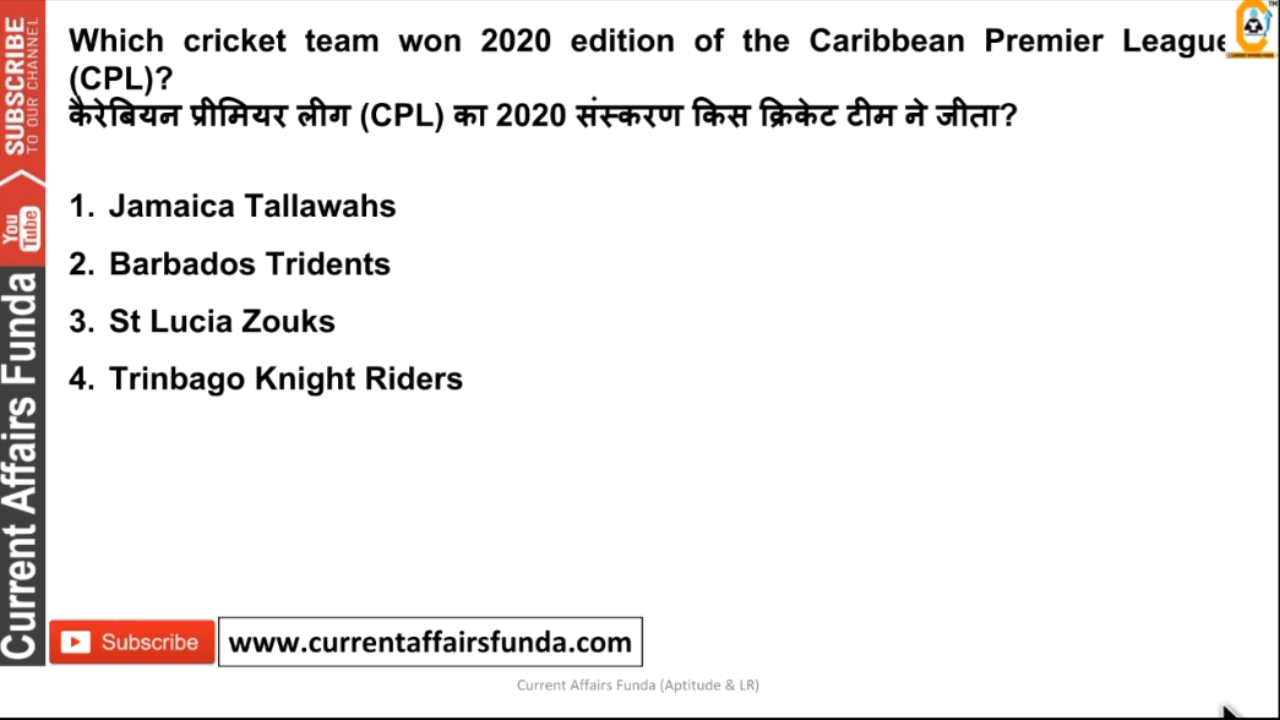 Which cricket team won 2020 edition of the Caribbean Premier League
(CPL)?
कैरेबियन प्रीमियर लीग (CPL) का 2020 संस्करण किस क्रिकेट टीम ने जीता?
1. Jamaica Tallawahs
2. Barbados Tridents
3. St Lucia Zouks
4. Trinbago Knight Riders
SUBSCRIBE
TO OUR CHANNEL
You
Tube
Current Affairs Funda
Subscribe
www.currentaffairsfunda.com
Current Affairs Funda (Aptitude & LR)